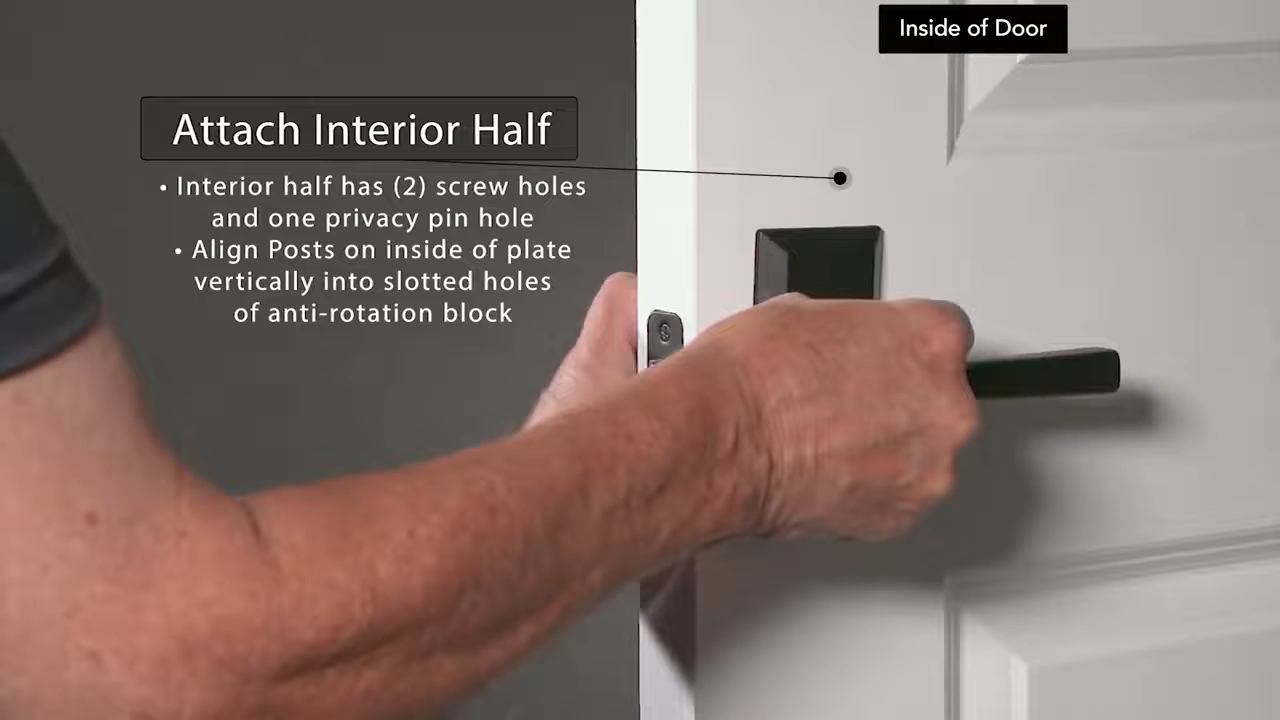 Inside of Door
Attach Interior Half
• Interior half has (2) screw holes
and one privacy pin hole
• Align Posts on inside of plate
vertically into slotted holes
of anti-rotation block